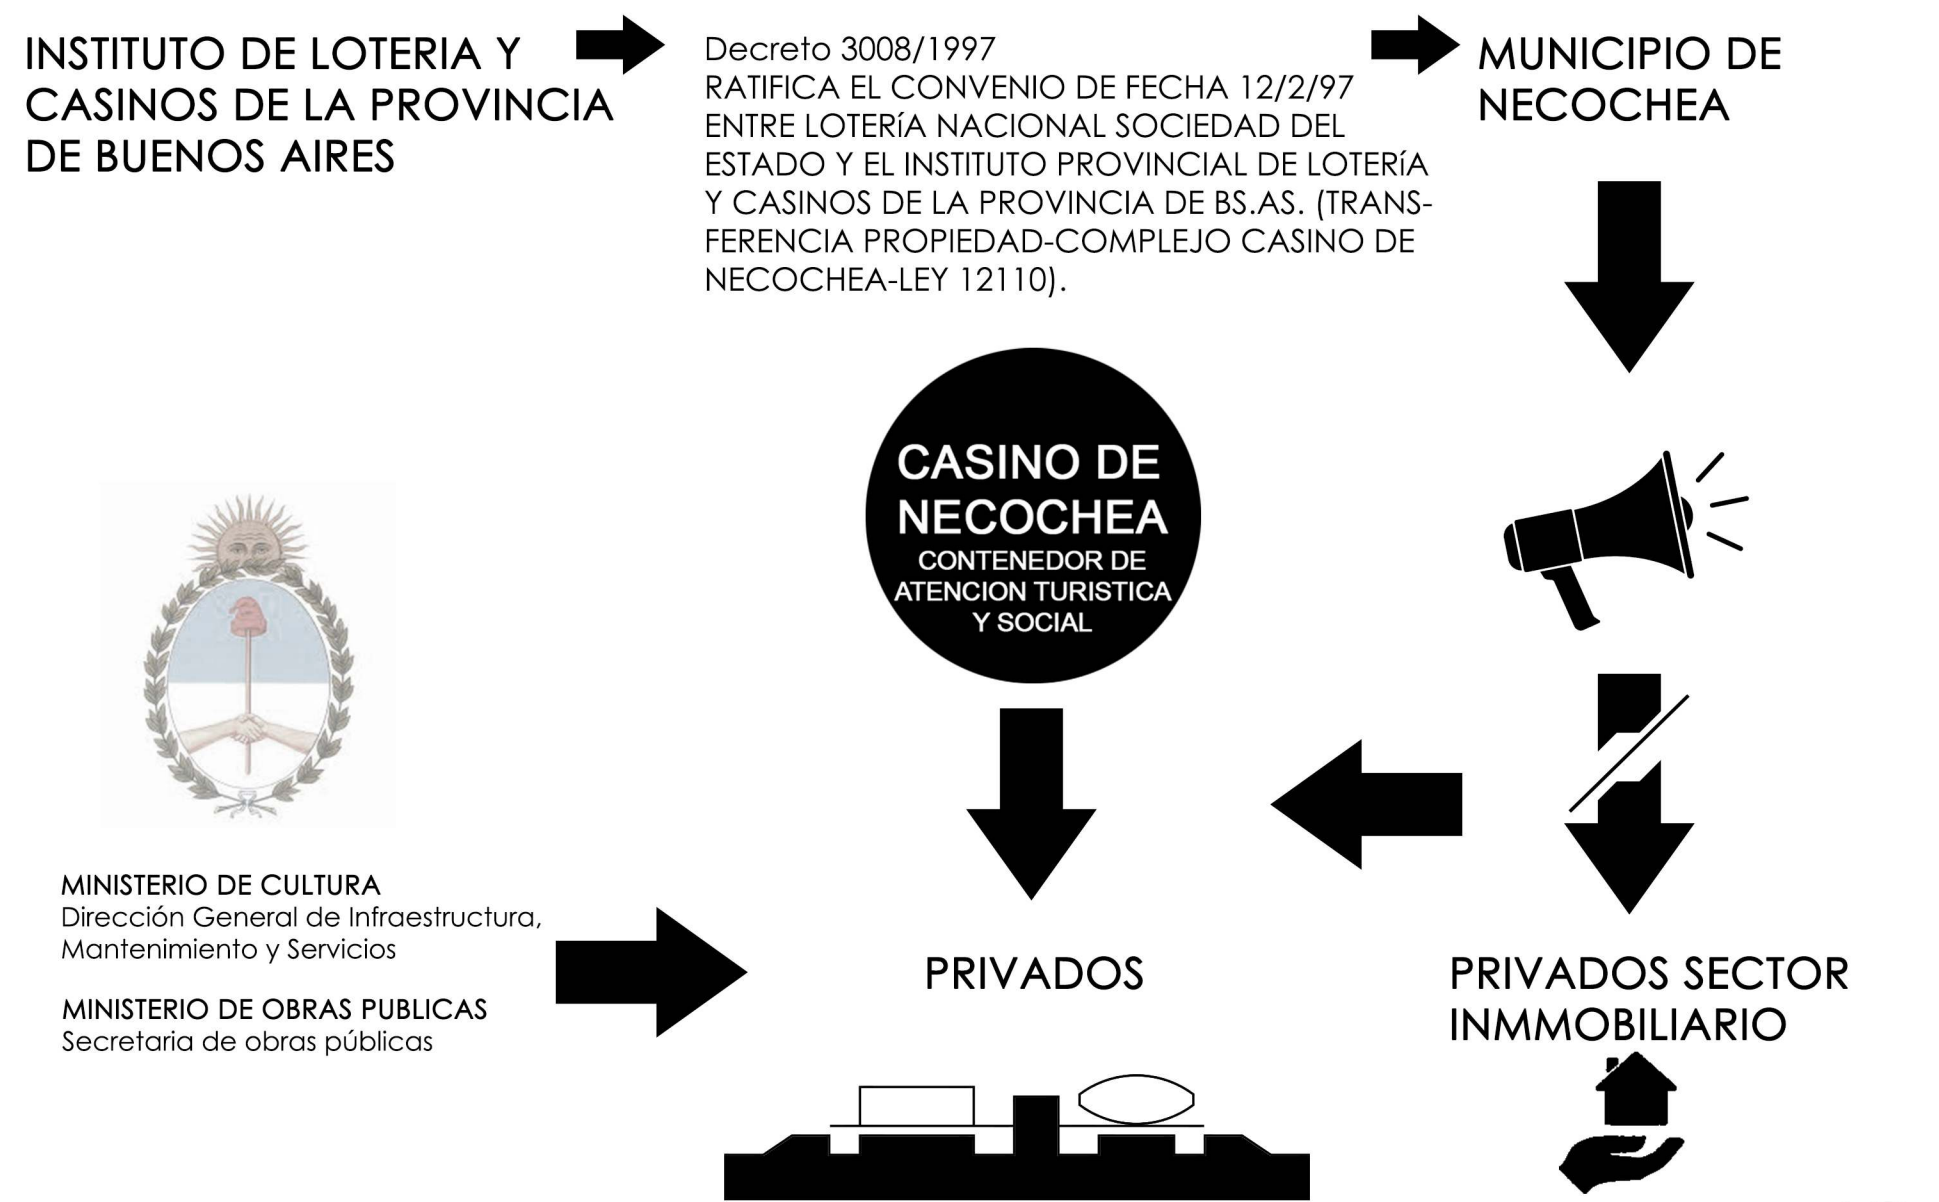 INSTITUTO DE LOTERIA Y
CASINOS DE LA PROVINCIA
DE BUENOS AIRES
Decreto 3008/1997
RATIFICA EL CONVENIO DE FECHA 12/2/97
ENTRE LOTERíA NACIONAL SOCIEDAD DEL
ESTADO Y EL INSTITUTO PROVINCIAL DE LOTERíA
Y CASINOS DE LA PROVINCIA DE BS.AS. (TRANS-
FERENCIA PROPIEDAD-COMPLEJO CASINO DE
NECOCHEA-LEY 12110).
MUNICIPIO DE
NECOCHEA
CASINO DE
NECOCHEA
CONTENEDOR DE
ATENCION TURISTICA
Y SOCIAL
MINISTERIO DE CULTURA
Dirección General de Infraestructura,
Mantenimiento y Servicios
MINISTERIO DE OBRAS PUBLICAS
Secretaria de obras públicas
PRIVADOS
PRIVADOS SECTOR
INMMOBILIARIO